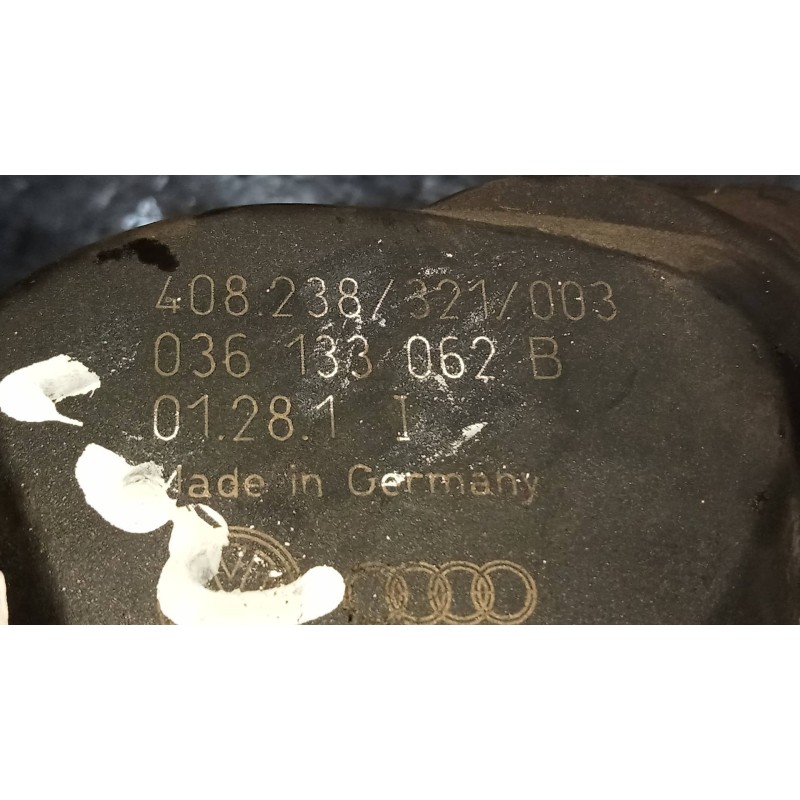 408.238/321/003
036 133 062 B
01.28.1 I
Made in Germany